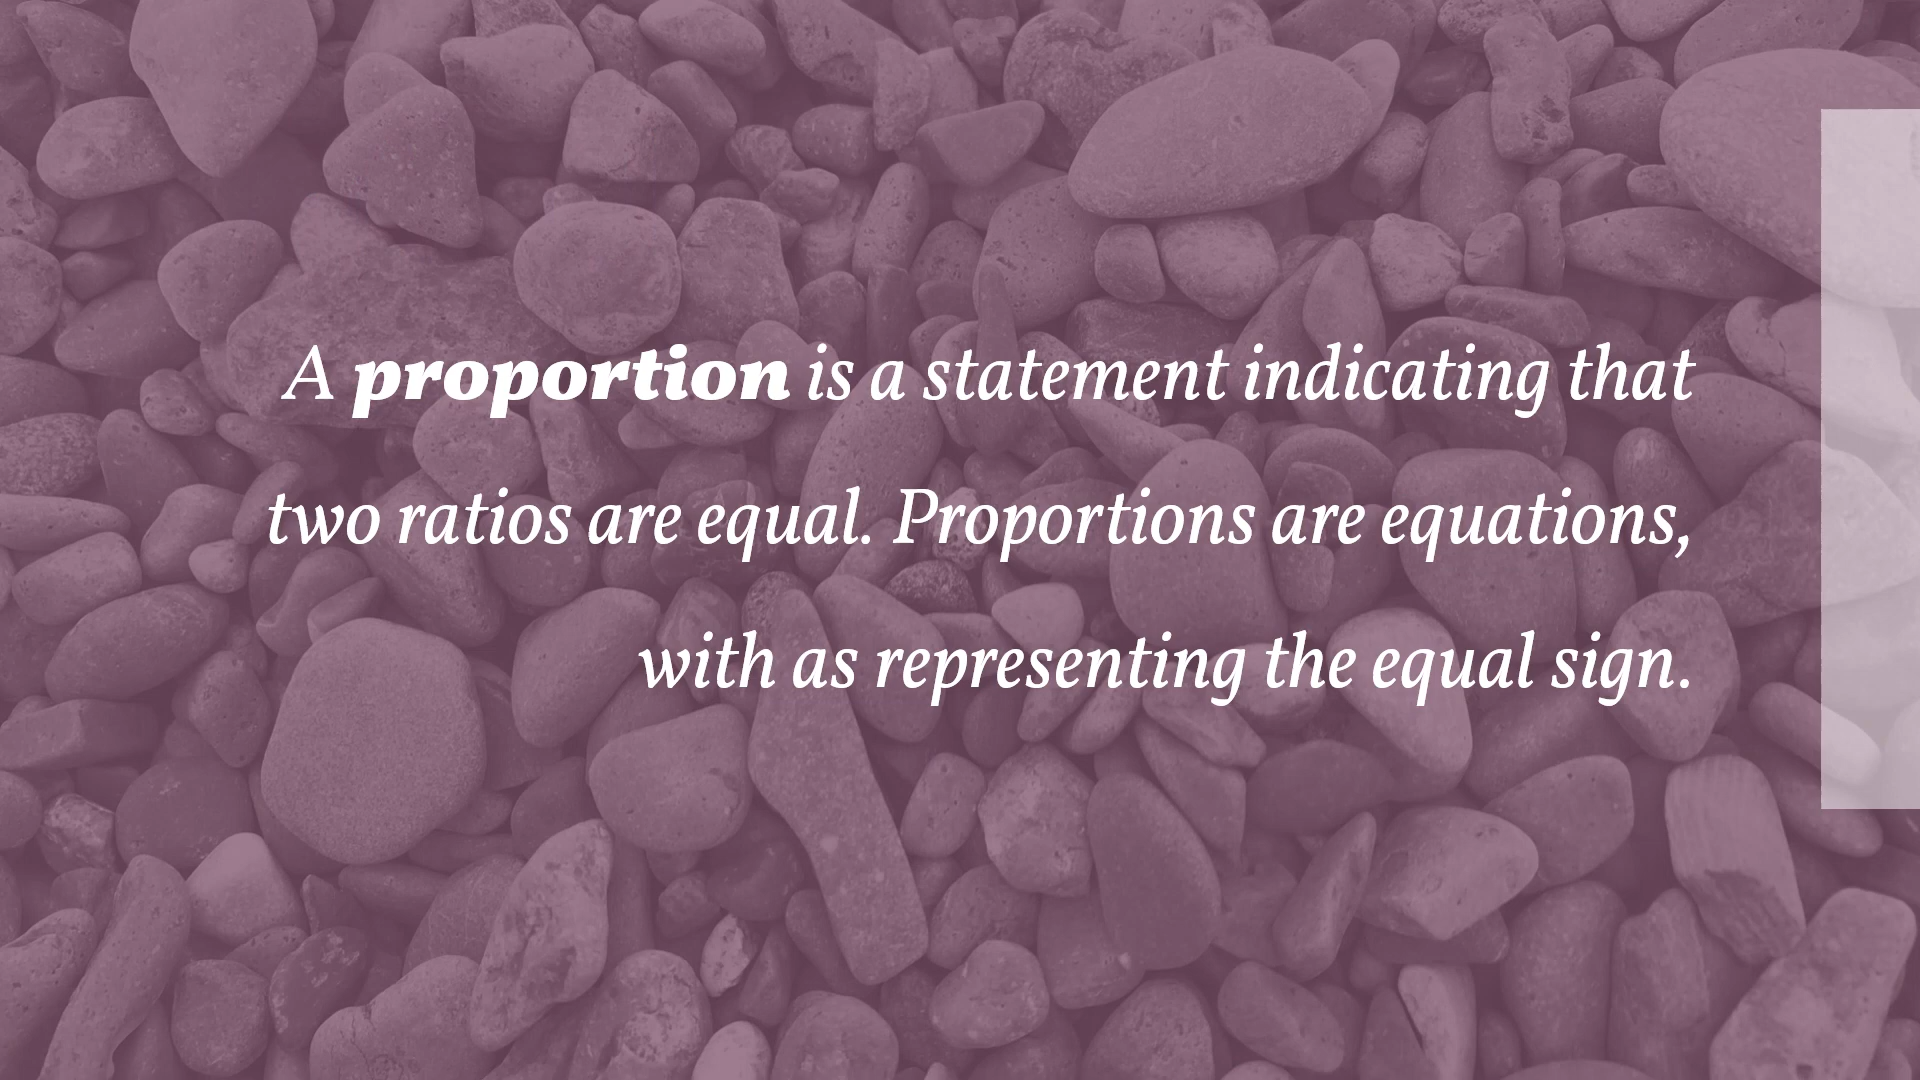 A proportion is a statement indicating that
two ratios are equal. Proportions are equations,
with as representing the equal sign.